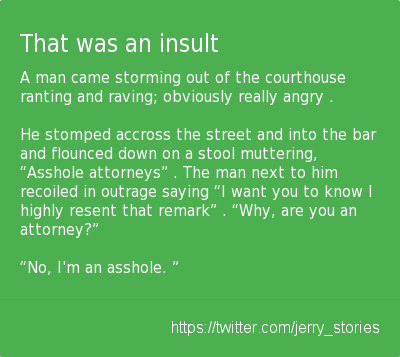 That was an insult
A man came storming out of the courthouse
ranting and raving; obviously really angry .
He stomped accross the street and into the bar
and flounced down on a stool muttering,
“Asshole attorneys” . The man next to him
recoiled in outrage saying “I want you to know I
highly resent that remark” . “Why, are you an
attorney?”
“No, I'm an asshole. ”
https://twitter.com/jerry_stories